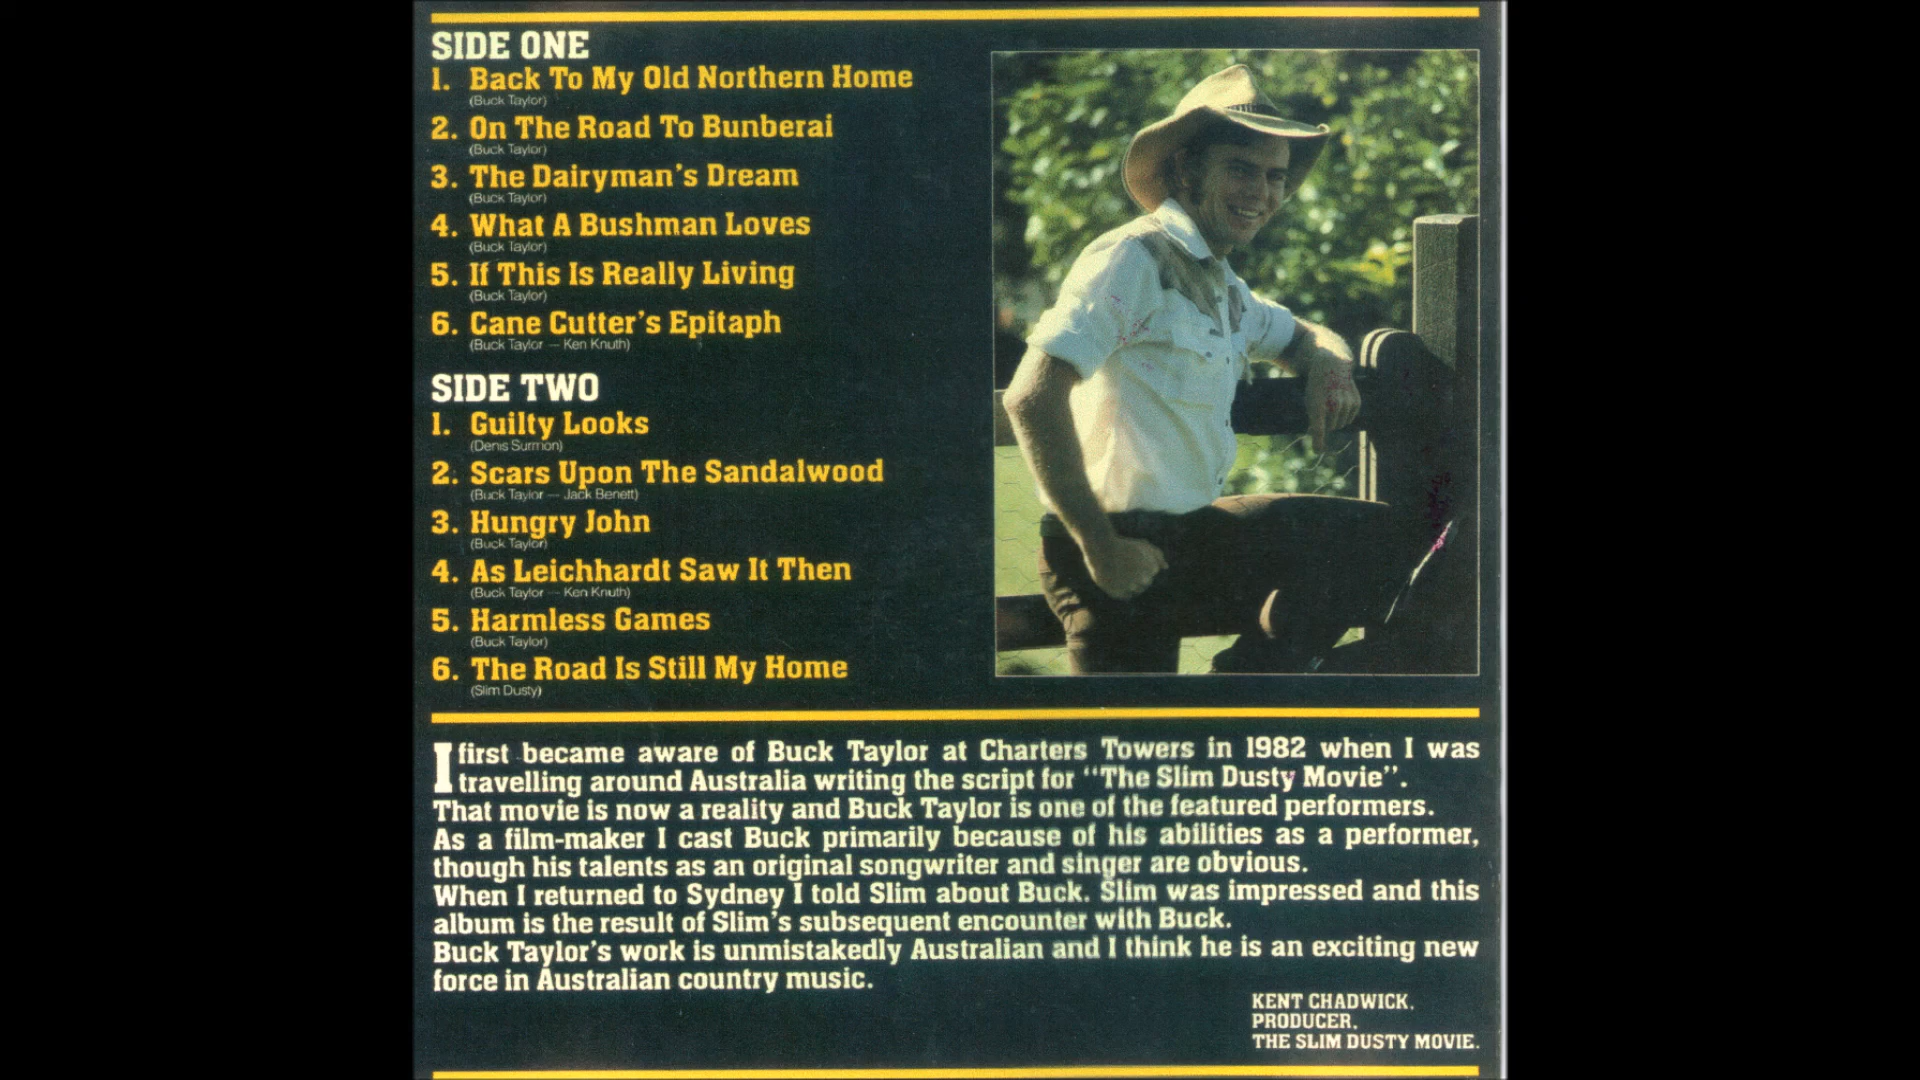 SIDE ONE
1. Back To My Old Northern Home
(Buck Taylor)
2. On The Road To Bunberai
(Buck Taylor)
3. The Dairyman's Dream
(Buck Taylor)
4. What A Bushman Loves
(Buck Taylor)
5. If This Is Really Living
(Buck Taylor)
6. Cane Cutter's Epitaph
(Buck Taylor — Ken Knuth)
SIDE TWO
1. Guilty Looks
(Denis Surmon)
2. Scars Upon The Sandalwood
(Buck Taylor — Jack Benett)
3. Hungry John
(Buck Taylor)
4. As Leichhardt Saw It Then
(Buck Taylor — Ken Knuth)
5. Harmless Games
(Buck Taylor)
6. The Road Is Still My Home
(Slim Dusty)
I first became aware of Buck Taylor at Charters Towers in 1982 when I was
travelling around Australia writing the script for "The Slim Dusty Movie".
That movie is now a reality and Buck Taylor is one of the featured performers.
As a film-maker I cast Buck primarily because of his abilities as a performer,
though his talents as an original songwriter and singer are obvious.
When I returned to Sydney I told Slim about Buck. Slim was impressed and this
album is the result of Slim's subsequent encounter with Buck.
Buck Taylor's work is unmistakedly Australian and I think he is an exciting new
force in Australian country music.
KENT CHADWICK.
PRODUCER.
THE SLIM DUSTY MOVIE.